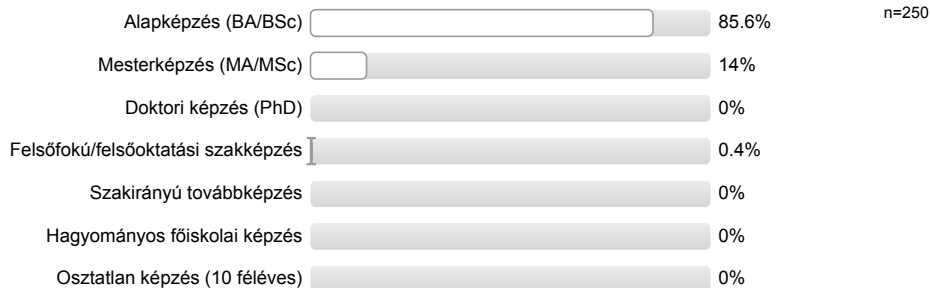 Alapképzés (BA/BSc) 85.6% n=250
Mesterképzés (MA/MSc) 14%
Doktori képzés (PhD) 0%
Felsőfokú/felsőoktatási szakképzés 0.4%
Szakirányú továbbképzés 0%
Hagyományos főiskolai képzés 0%
Osztatlan képzés (10 féléves) 0%